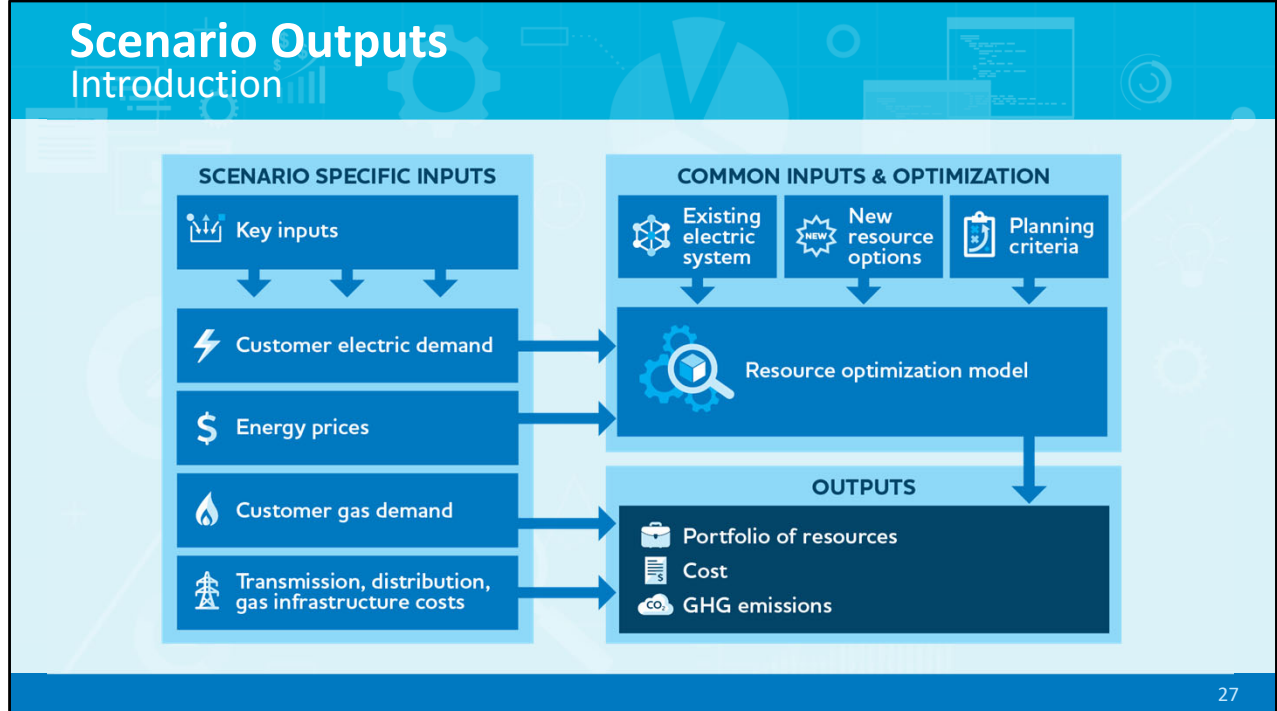 Scenario Outputs
Introduction
SCENARIO SPECIFIC INPUTS
Key inputs
Customer electric demand
$
Energy prices
Customer gas demand
Transmission, distribution,
gas infrastructure costs
COMMON INPUTS & OPTIMIZATION
Existing
electric
system
NEW
New
resource
options
Planning
criteria
Resource optimization model
OUTPUTS
Portfolio of resources
$
Cost
CO₂
GHG emissions
27